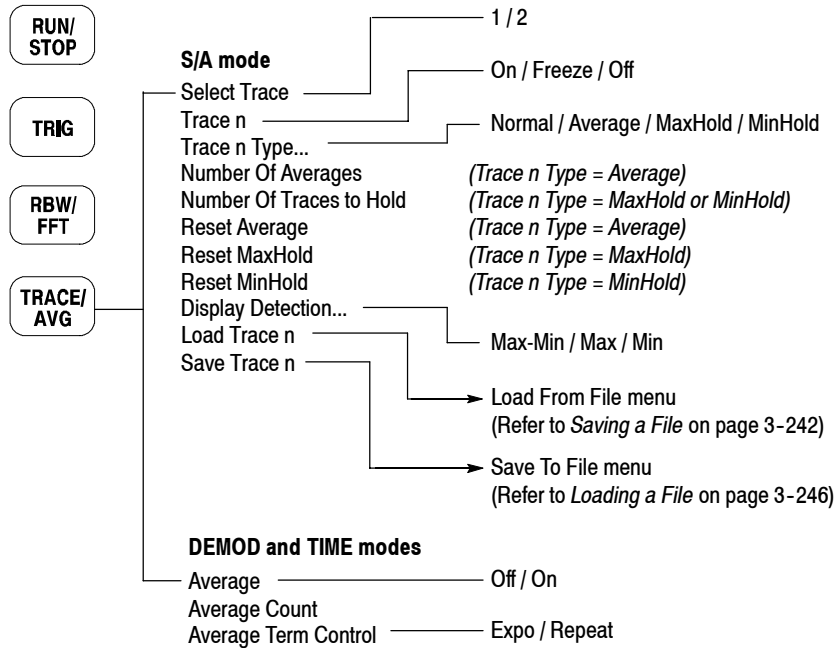 RUN/
STOP
TRIG
RBW/
FFT
TRACE/
AVG
S/A mode
Select Trace
1 / 2
Trace n
On / Freeze / Off
Trace n Type...
Normal / Average / MaxHold / MinHold
Number Of Averages (Trace n Type = Average)
Number Of Traces to Hold (Trace n Type = MaxHold or MinHold)
Reset Average (Trace n Type = Average)
Reset MaxHold (Trace n Type = MaxHold)
Reset MinHold (Trace n Type = MinHold)
Display Detection...
Max-Min / Max / Min
Load Trace n
Load From File menu
(Refer to Saving a File on page 3-242)
Save Trace n
Save To File menu
(Refer to Loading a File on page 3-246)
DEMOD and TIME modes
Average Off / On
Average Count
Average Term Control Expo / Repeat